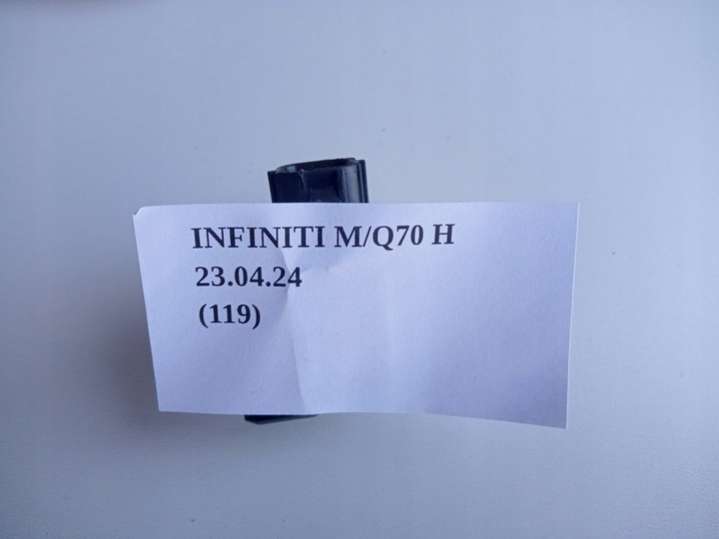 INFINITI M/Q70 H
23.04.24
(119)